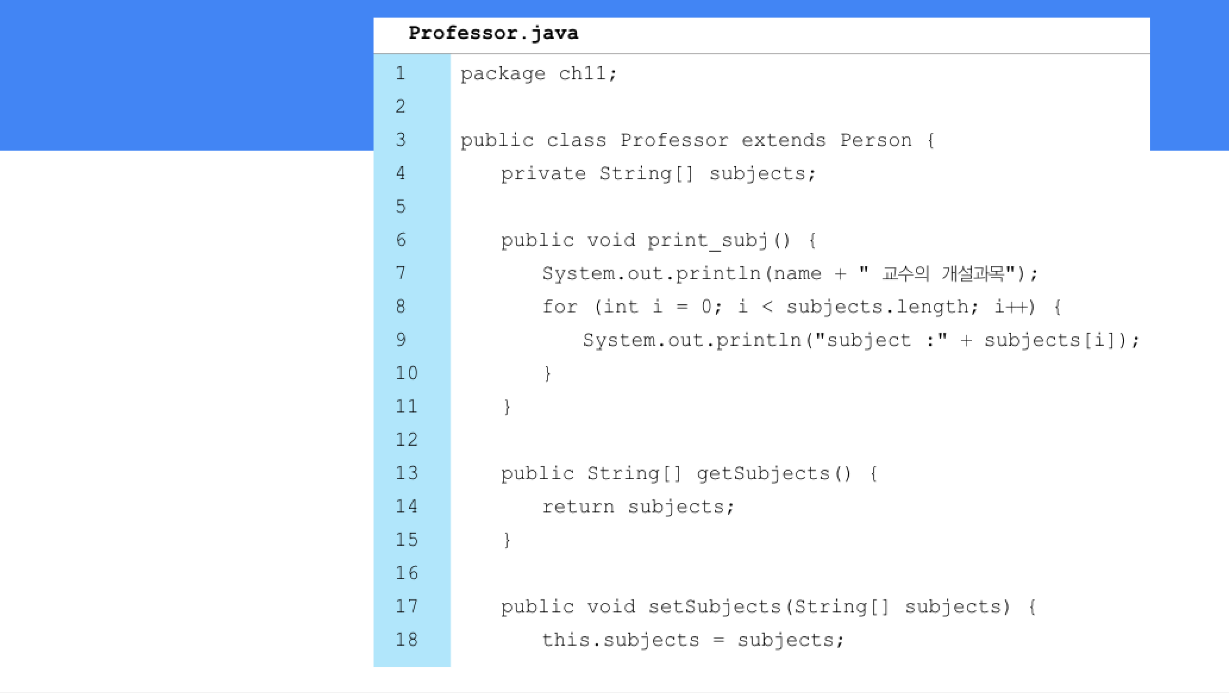 Professor.java
1 package ch11;
2
3 public class Professor extends Person {
4 private String[] subjects;
5
6 public void print_subj() {
7 System.out.println(name + " 교수의 개설과목");
8 for (int i = 0; i < subjects.length; i++) {
9 System.out.println("subject :" + subjects[i]);
10 }
11 }
12
13 public String[] getSubjects() {
14 return subjects;
15 }
16
17 public void setSubjects(String[] subjects) {
18 this.subjects = subjects;